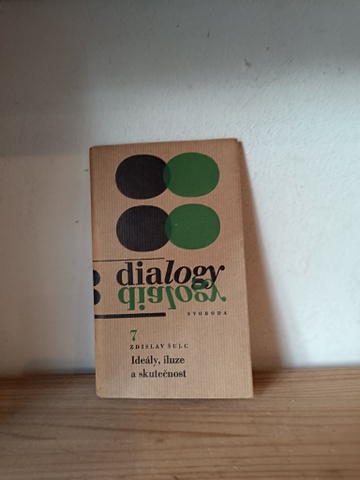 dialogy
dialogy
SVOBODA
7
ZDISLAV ŠULC
Ideály, iluze
a skutečnost